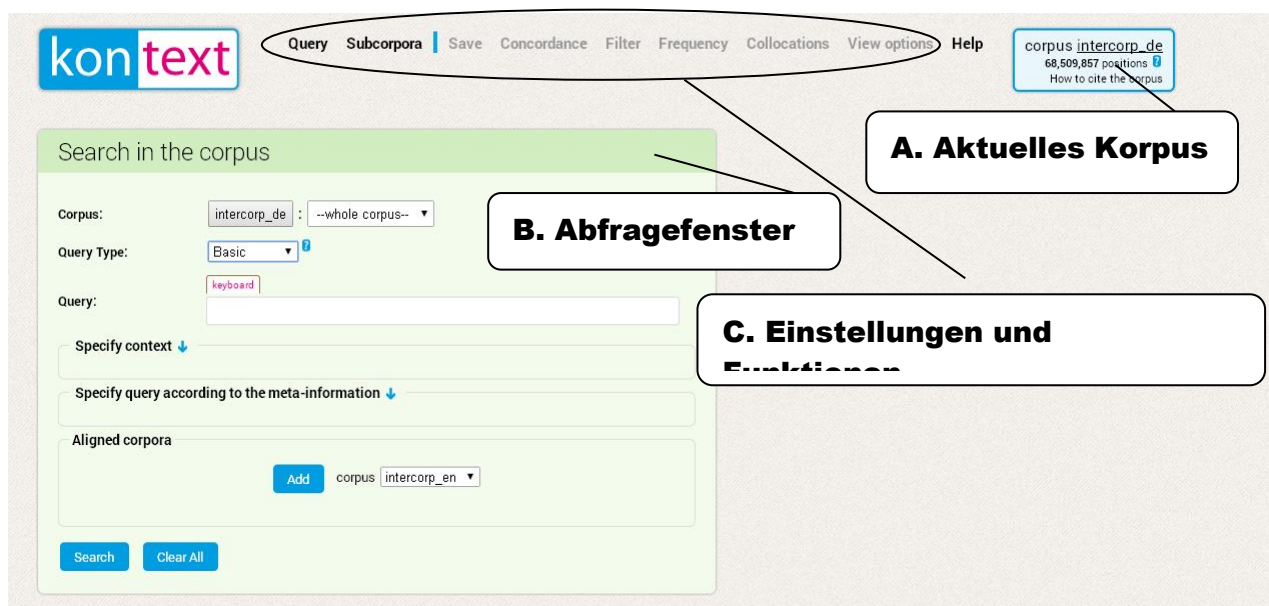 kontext
Query Subcorpora Save Concordance Filter Frequency Collocations View options Help
corpus intercorp_de
68,509,857 positions ?
How to cite the corpus
A. Aktuelles Korpus
Search in the corpus
Corpus: intercorp_de : --whole corpus--
B. Abfragefenster
Query Type: Basic ?
keyboard
Query:
C. Einstellungen und
Funktionen
Specify context
Specify query according to the meta-information
Aligned corpora
Add corpus intercorp_en
Search Clear All